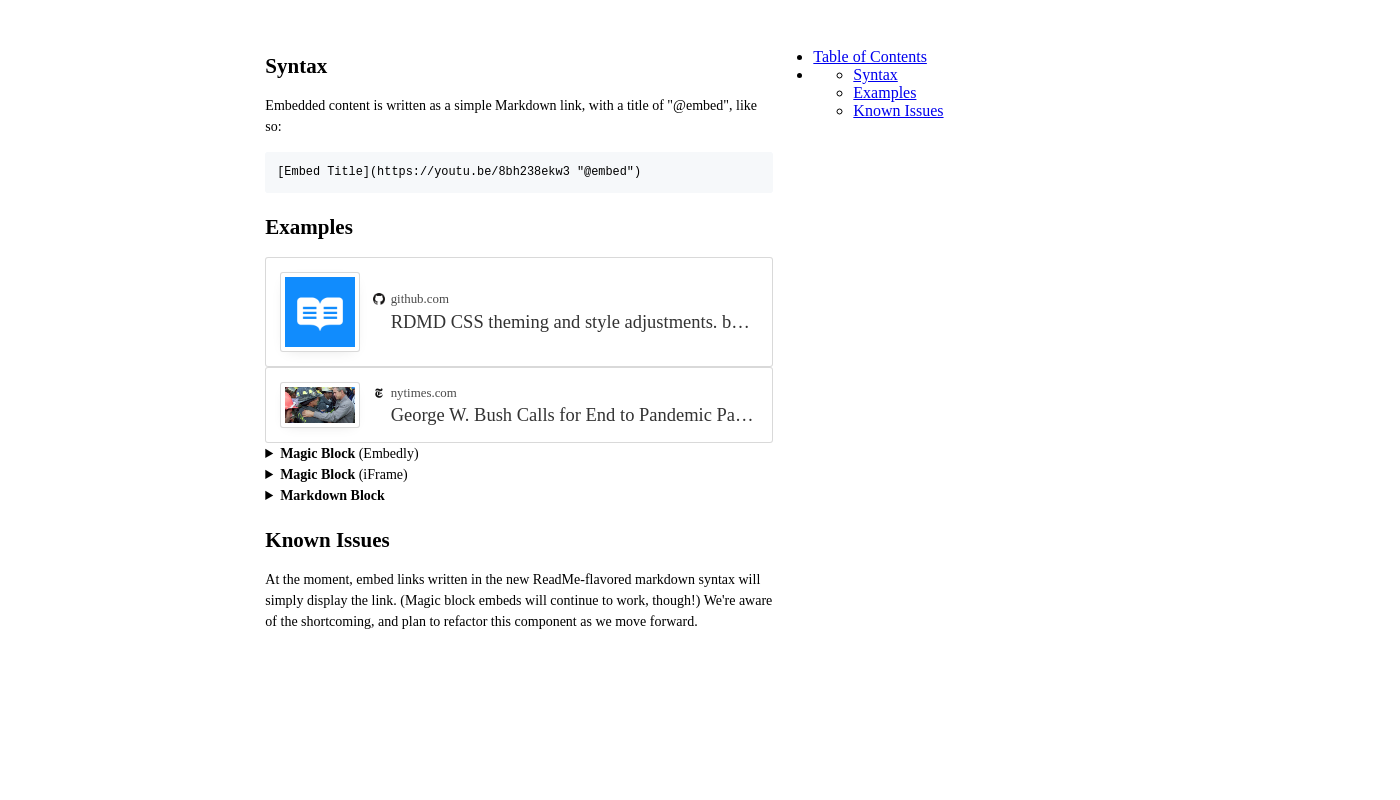 Syntax
Embedded content is written as a simple Markdown link, with a title of "@embed", like
so:
[Embed Title](https://youtu.be/8bh238ekw3 "@embed")
Examples
github.com
RDMD CSS theming and style adjustments. b…
nytimes.com
George W. Bush Calls for End to Pandemic Pa…
Magic Block (Embedly)
Magic Block (iFrame)
Markdown Block
Known Issues
At the moment, embed links written in the new ReadMe-flavored markdown syntax will
simply display the link. (Magic block embeds will continue to work, though!) We're aware
of the shortcoming, and plan to refactor this component as we move forward.
Table of Contents
Syntax
Examples
Known Issues